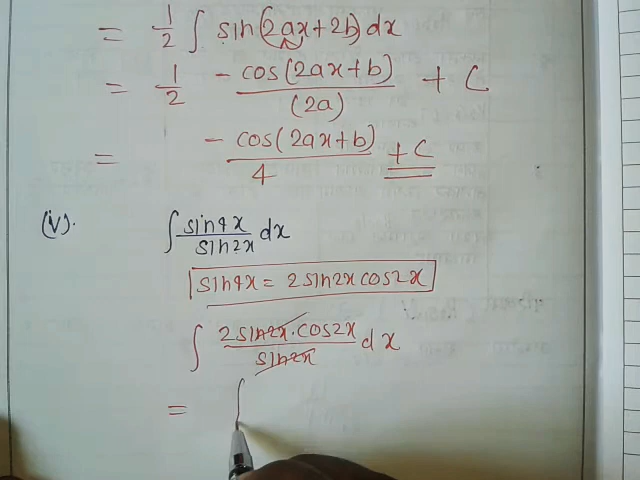 = 1/2 ∫ sin(2ax+2b)dx
= 1/2 -cos(2ax+b)/(2a) + C
= -cos(2ax+b)/4 +C
(v). ∫ sin4x/sin2x dx
sin4x = 2sin2x cos2x
∫ 2sin2x.cos2x/sin2x dx
= ∫